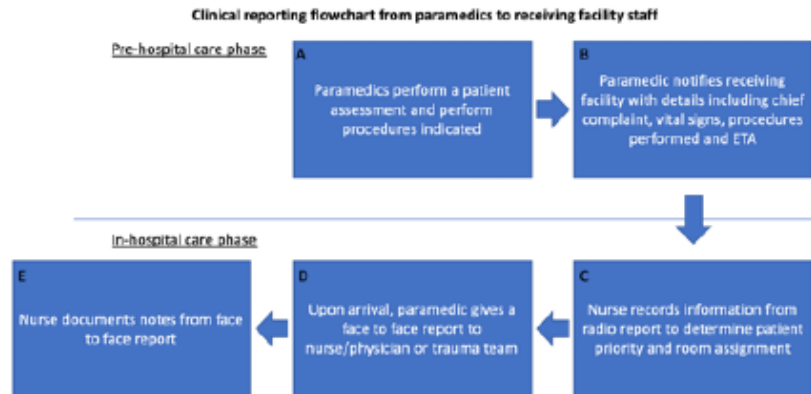 Clinical reporting flowchart from paramedics to receiving facility staff
Pre-hospital care phase
A
Paramedics perform a patient
assessment and perform
procedures indicated
B
Paramedic notifies receiving
facility with details including chief
complaint, vital signs, procedures
performed and ETA
In-hospital care phase
C
Nurse records information from
radio report to determine patient
priority and room assignment
D
Upon arrival, paramedic gives a
face to face report to
nurse/physician or trauma team
E
Nurse documents notes from face
to face report